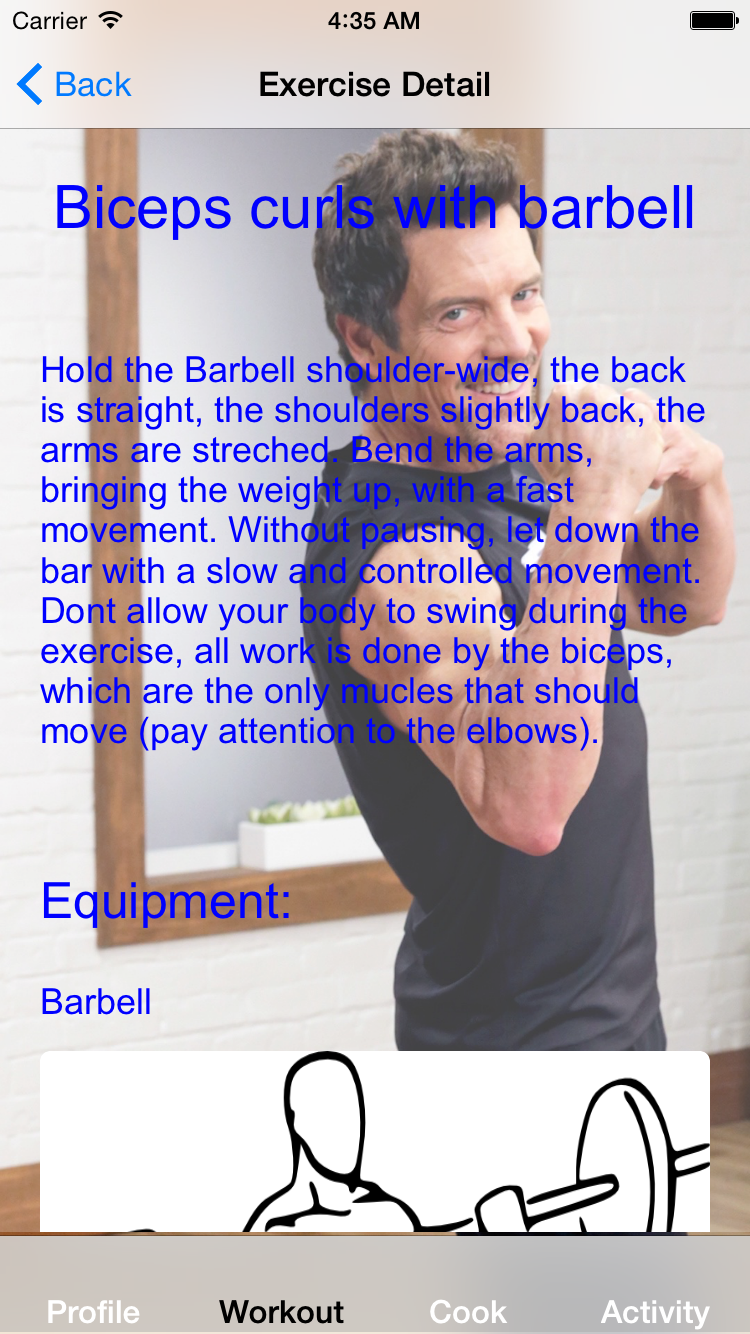 Carrier 4:35 AM
Back Exercise Detail
Biceps curls with barbell
Hold the Barbell shoulder-wide, the back
is straight, the shoulders slightly back, the
arms are streched. Bend the arms,
bringing the weight up, with a fast
movement. Without pausing, let down the
bar with a slow and controlled movement.
Dont allow your body to swing during the
exercise, all work is done by the biceps,
which are the only mucles that should
move (pay attention to the elbows).
Equipment:
Barbell
Profile Workout Cook Activity